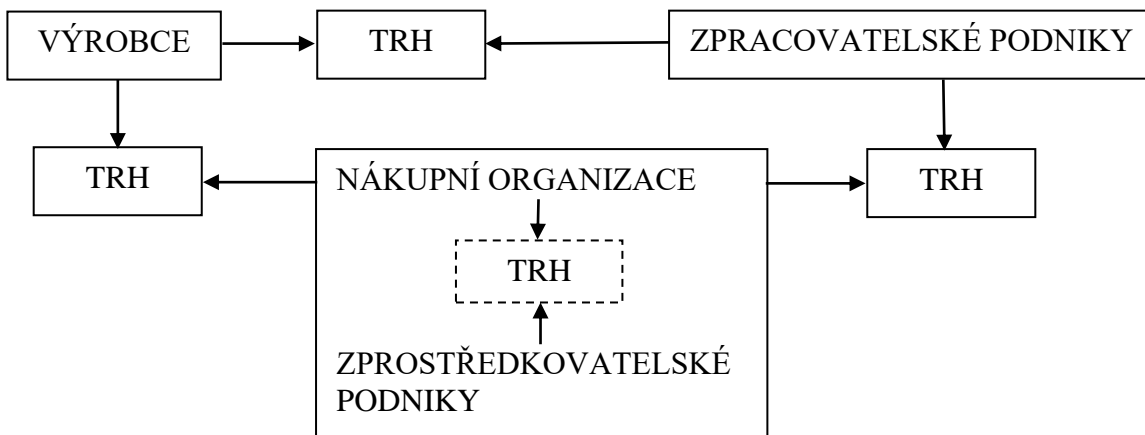 VÝROBCE
TRH
ZPRACOVATELSKÉ PODNIKY
TRH
NÁKUPNÍ ORGANIZACE
TRH
TRH
ZPROSTŘEDKOVATELSKÉ
PODNIKY